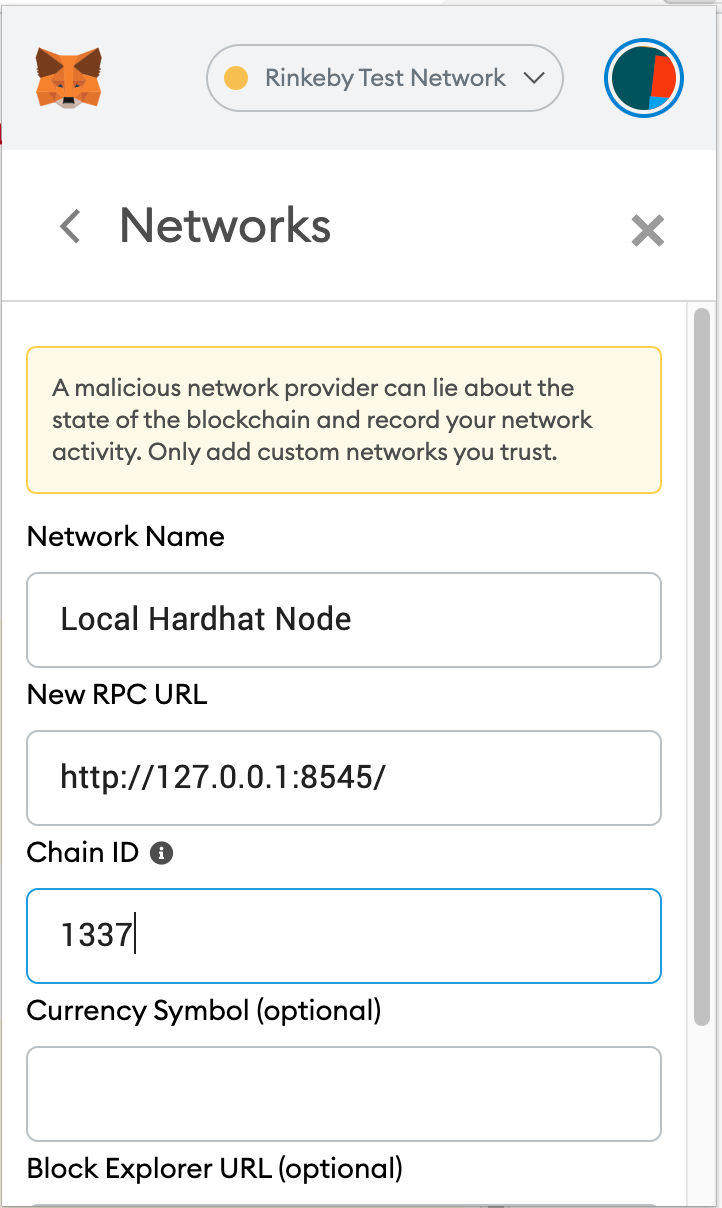 Rinkeby Test Network
Networks
A malicious network provider can lie about the
state of the blockchain and record your network
activity. Only add custom networks you trust.
Network Name
Local Hardhat Node
New RPC URL
http://127.0.0.1:8545/
Chain ID
1337
Currency Symbol (optional)
Block Explorer URL (optional)